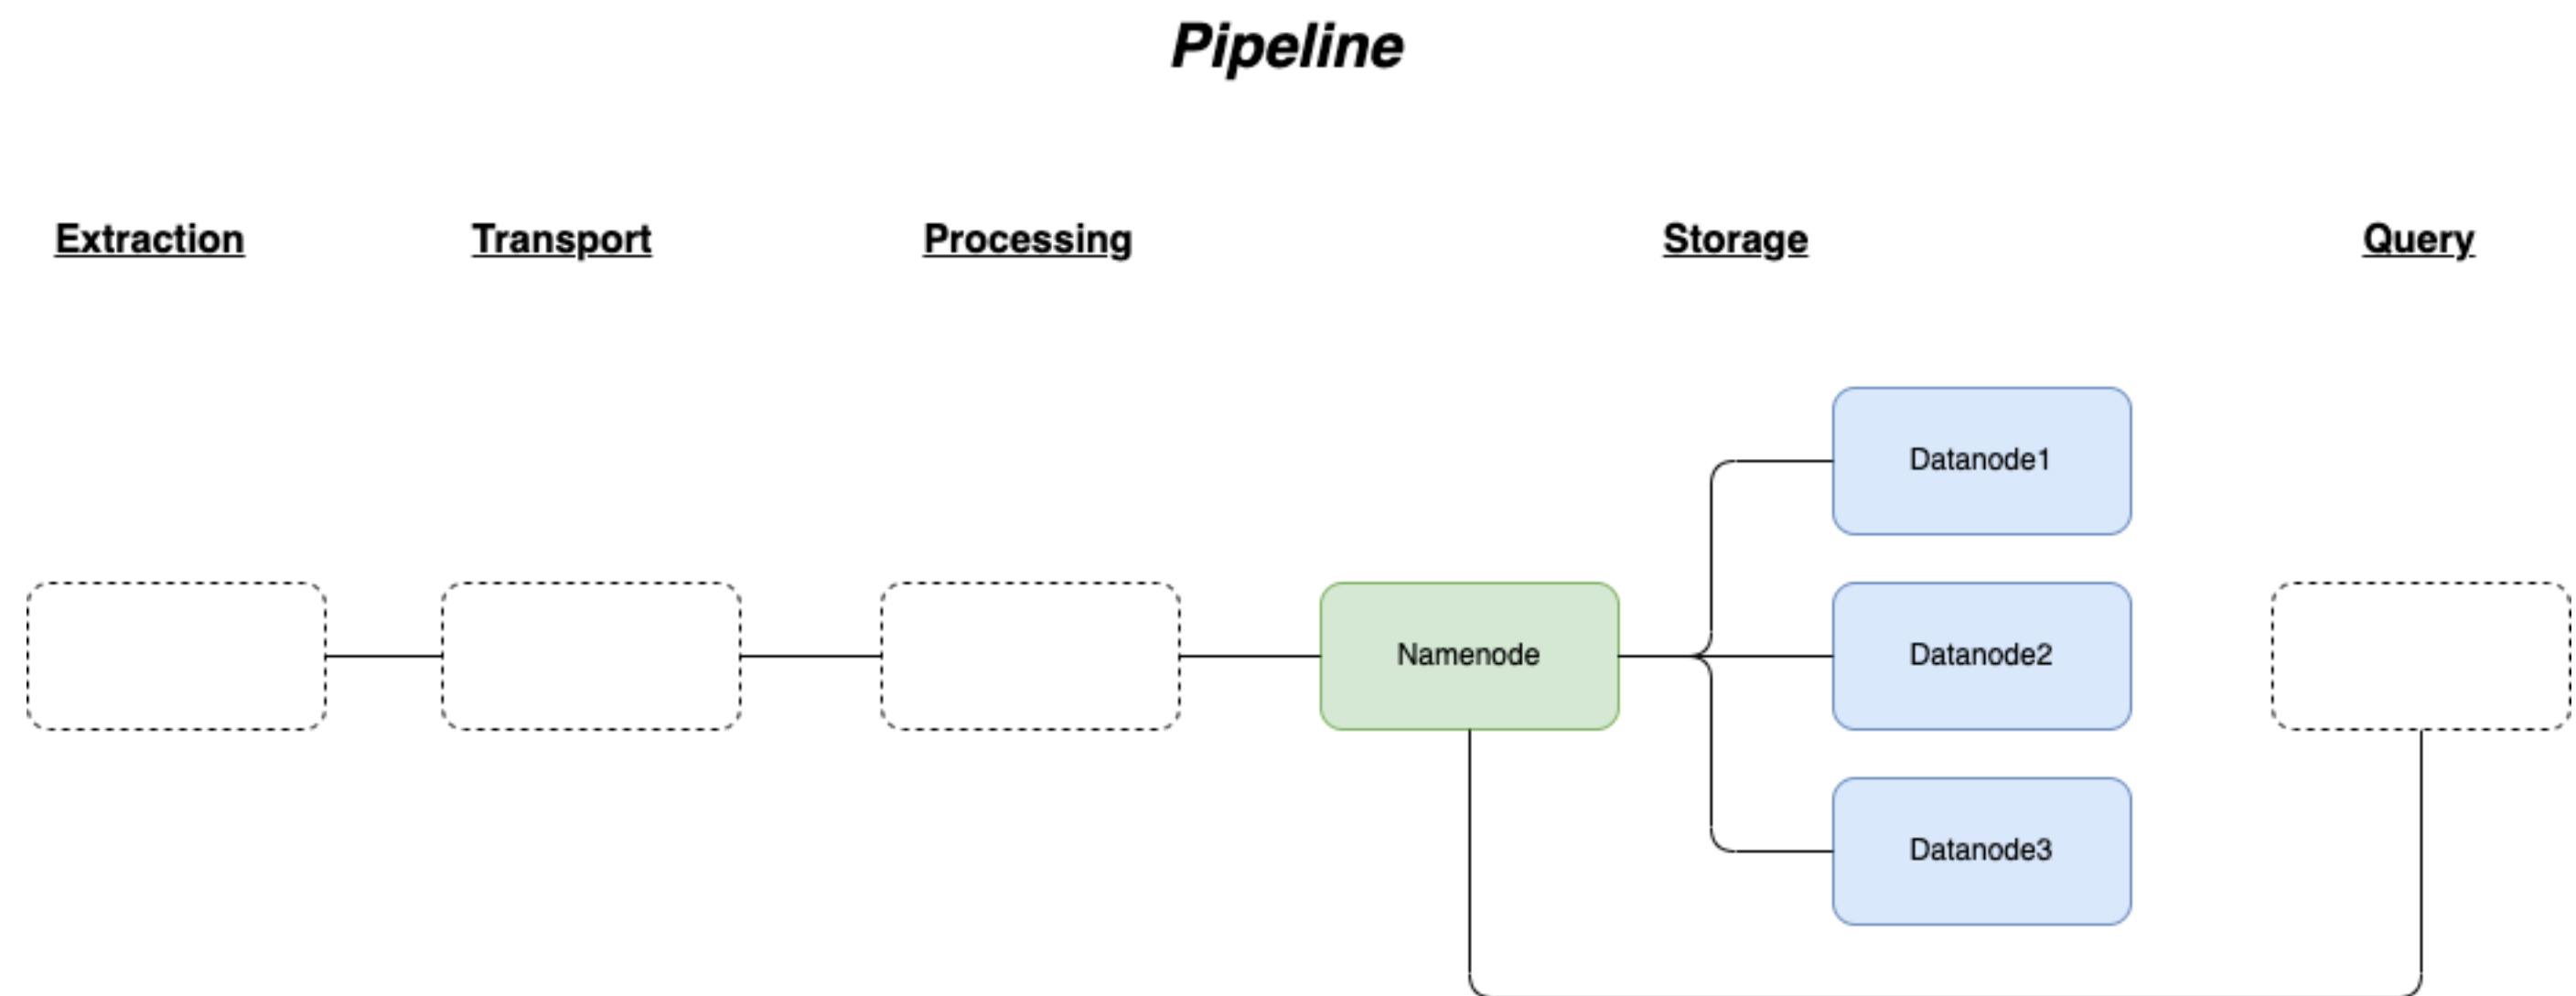 Pipeline
Extraction
Transport
Processing
Storage
Query
Datanode1
Namenode
Datanode2
Datanode3